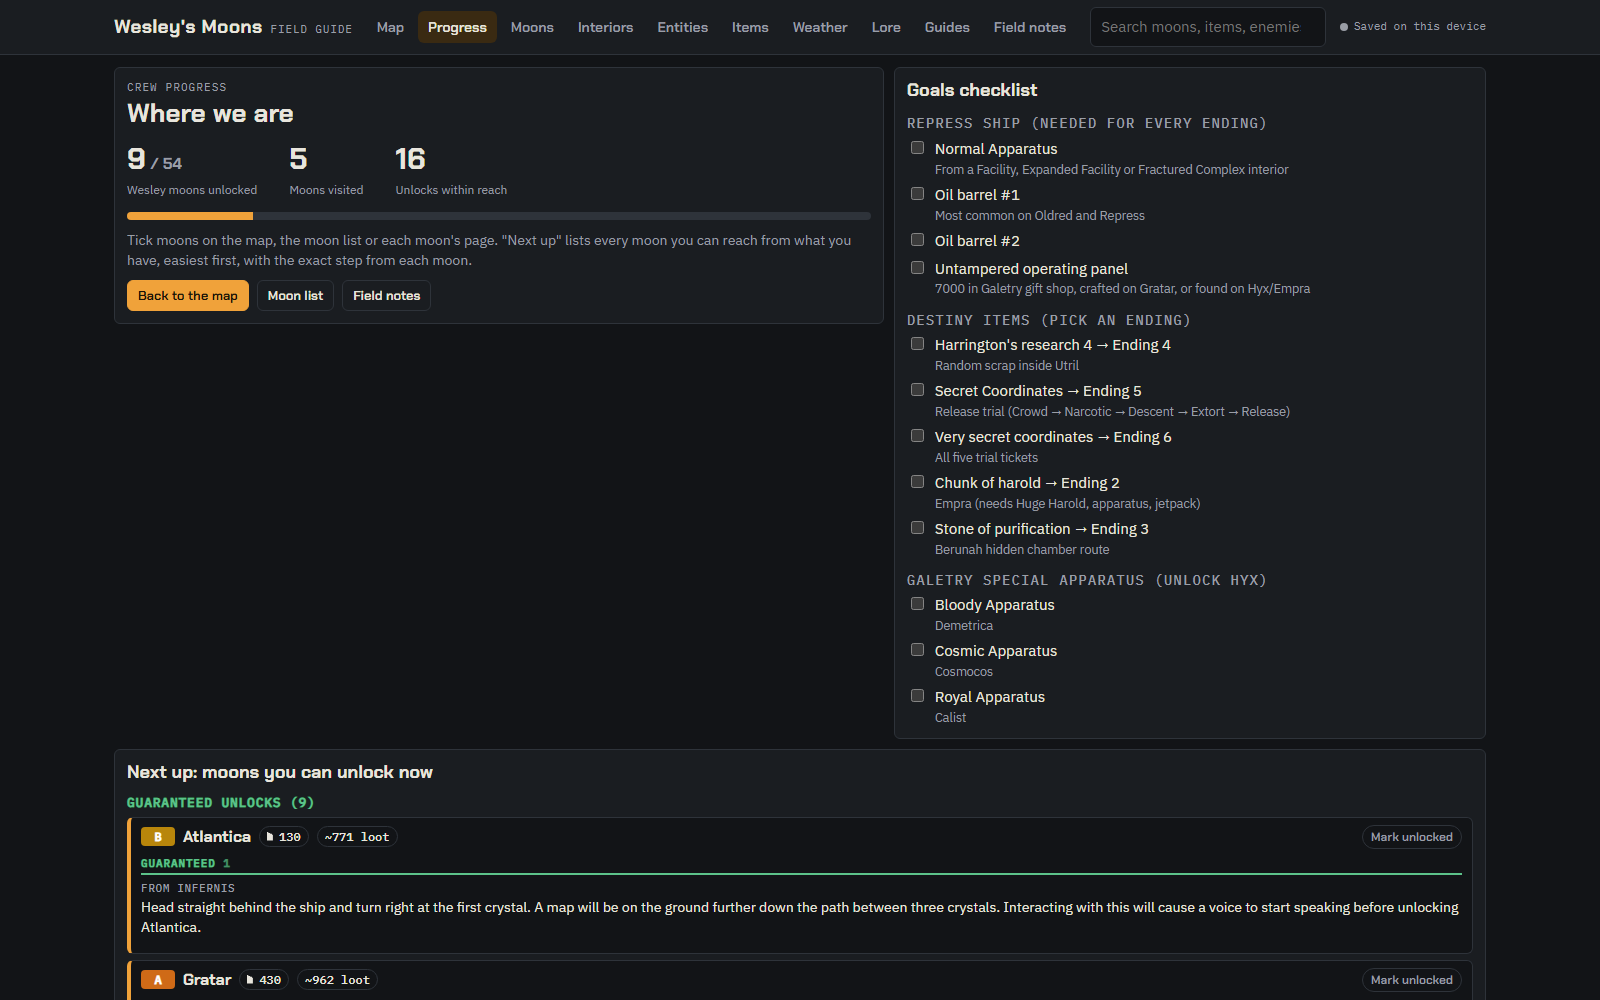 Wesley's Moons FIELD GUIDE Map Progress Moons Interiors Entities Items Weather Lore Guides Field notes Search moons, items, enemie Saved on this device
CREW PROGRESS
Where we are
9 / 54 5 16
Wesley moons unlocked Moons visited Unlocks within reach
Tick moons on the map, the moon list or each moon's page. "Next up" lists every moon you can reach from what you
have, easiest first, with the exact step from each moon.
Back to the map Moon list Field notes
Goals checklist
REPRESS SHIP (NEEDED FOR EVERY ENDING)
Normal Apparatus
From a Facility, Expanded Facility or Fractured Complex interior
Oil barrel #1
Most common on Oldred and Repress
Oil barrel #2
Untampered operating panel
7000 in Galetry gift shop, crafted on Gratar, or found on Hyx/Empra
DESTINY ITEMS (PICK AN ENDING)
Harrington's research 4 → Ending 4
Random scrap inside Utril
Secret Coordinates → Ending 5
Release trial (Crowd → Narcotic → Descent → Extort → Release)
Very secret coordinates → Ending 6
All five trial tickets
Chunk of harold → Ending 2
Empra (needs Huge Harold, apparatus, jetpack)
Stone of purification → Ending 3
Berunah hidden chamber route
GALETRY SPECIAL APPARATUS (UNLOCK HYX)
Bloody Apparatus
Demetrica
Cosmic Apparatus
Cosmocos
Royal Apparatus
Calist
Next up: moons you can unlock now
GUARANTEED UNLOCKS (9)
B Atlantica 130 ~771 loot Mark unlocked
GUARANTEED 1
FROM INFERNIS
Head straight behind the ship and turn right at the first crystal. A map will be on the ground further down the path between three crystals. Interacting with this will cause a voice to start speaking before unlocking
Atlantica.
A Gratar 430 ~962 loot Mark unlocked